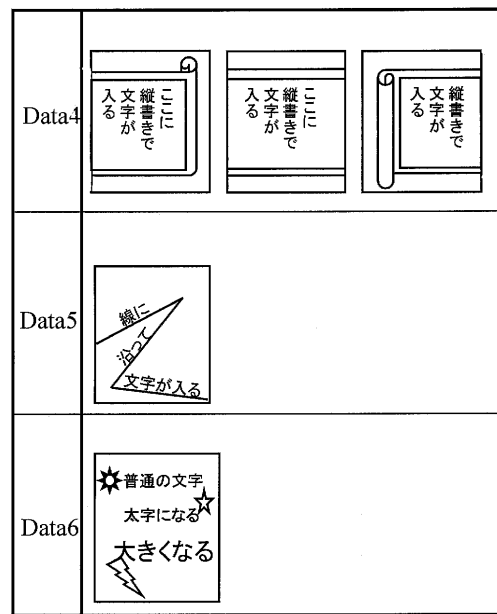 Data4
ここに
縦書きで
文字が
入る
ここに
縦書きで
文字が
入る
縦書きで
文字が
入る
Data5
線に
沿って
文字が入る
Data6
普通の文字
太字になる
大きくなる